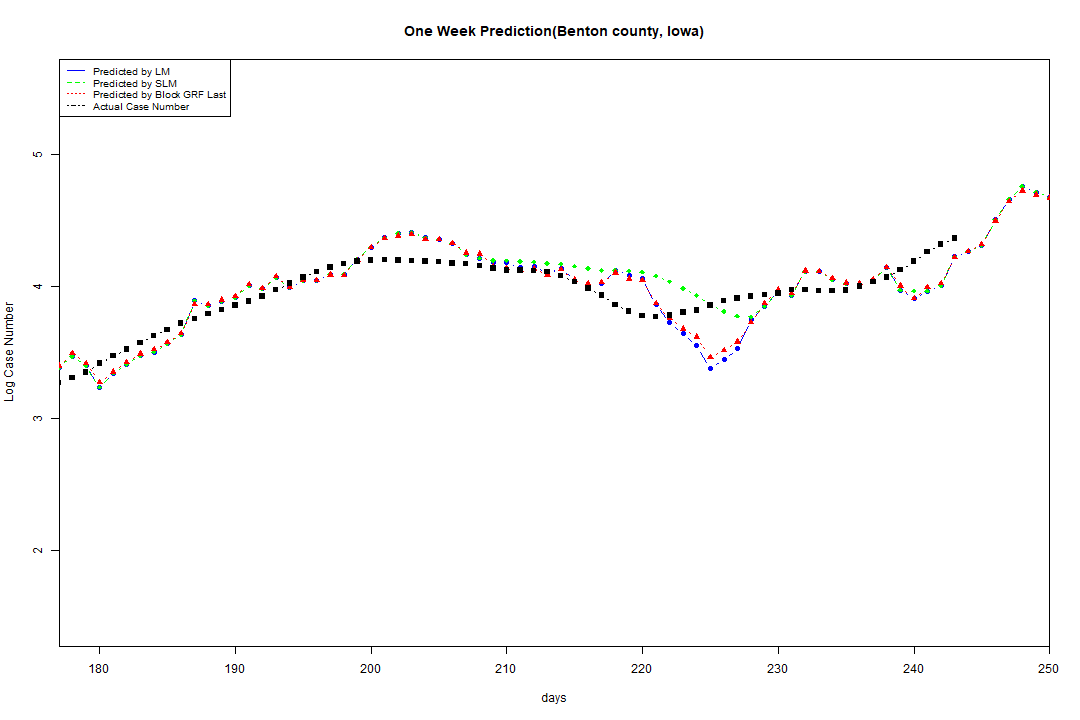 One Week Prediction(Benton county, Iowa)
Predicted by LM
Predicted by SLM
Predicted by Block GRF Last
Actual Case Number
5
4
3
2
Log Case Number
180 190 200 210 220 230 240 250
days